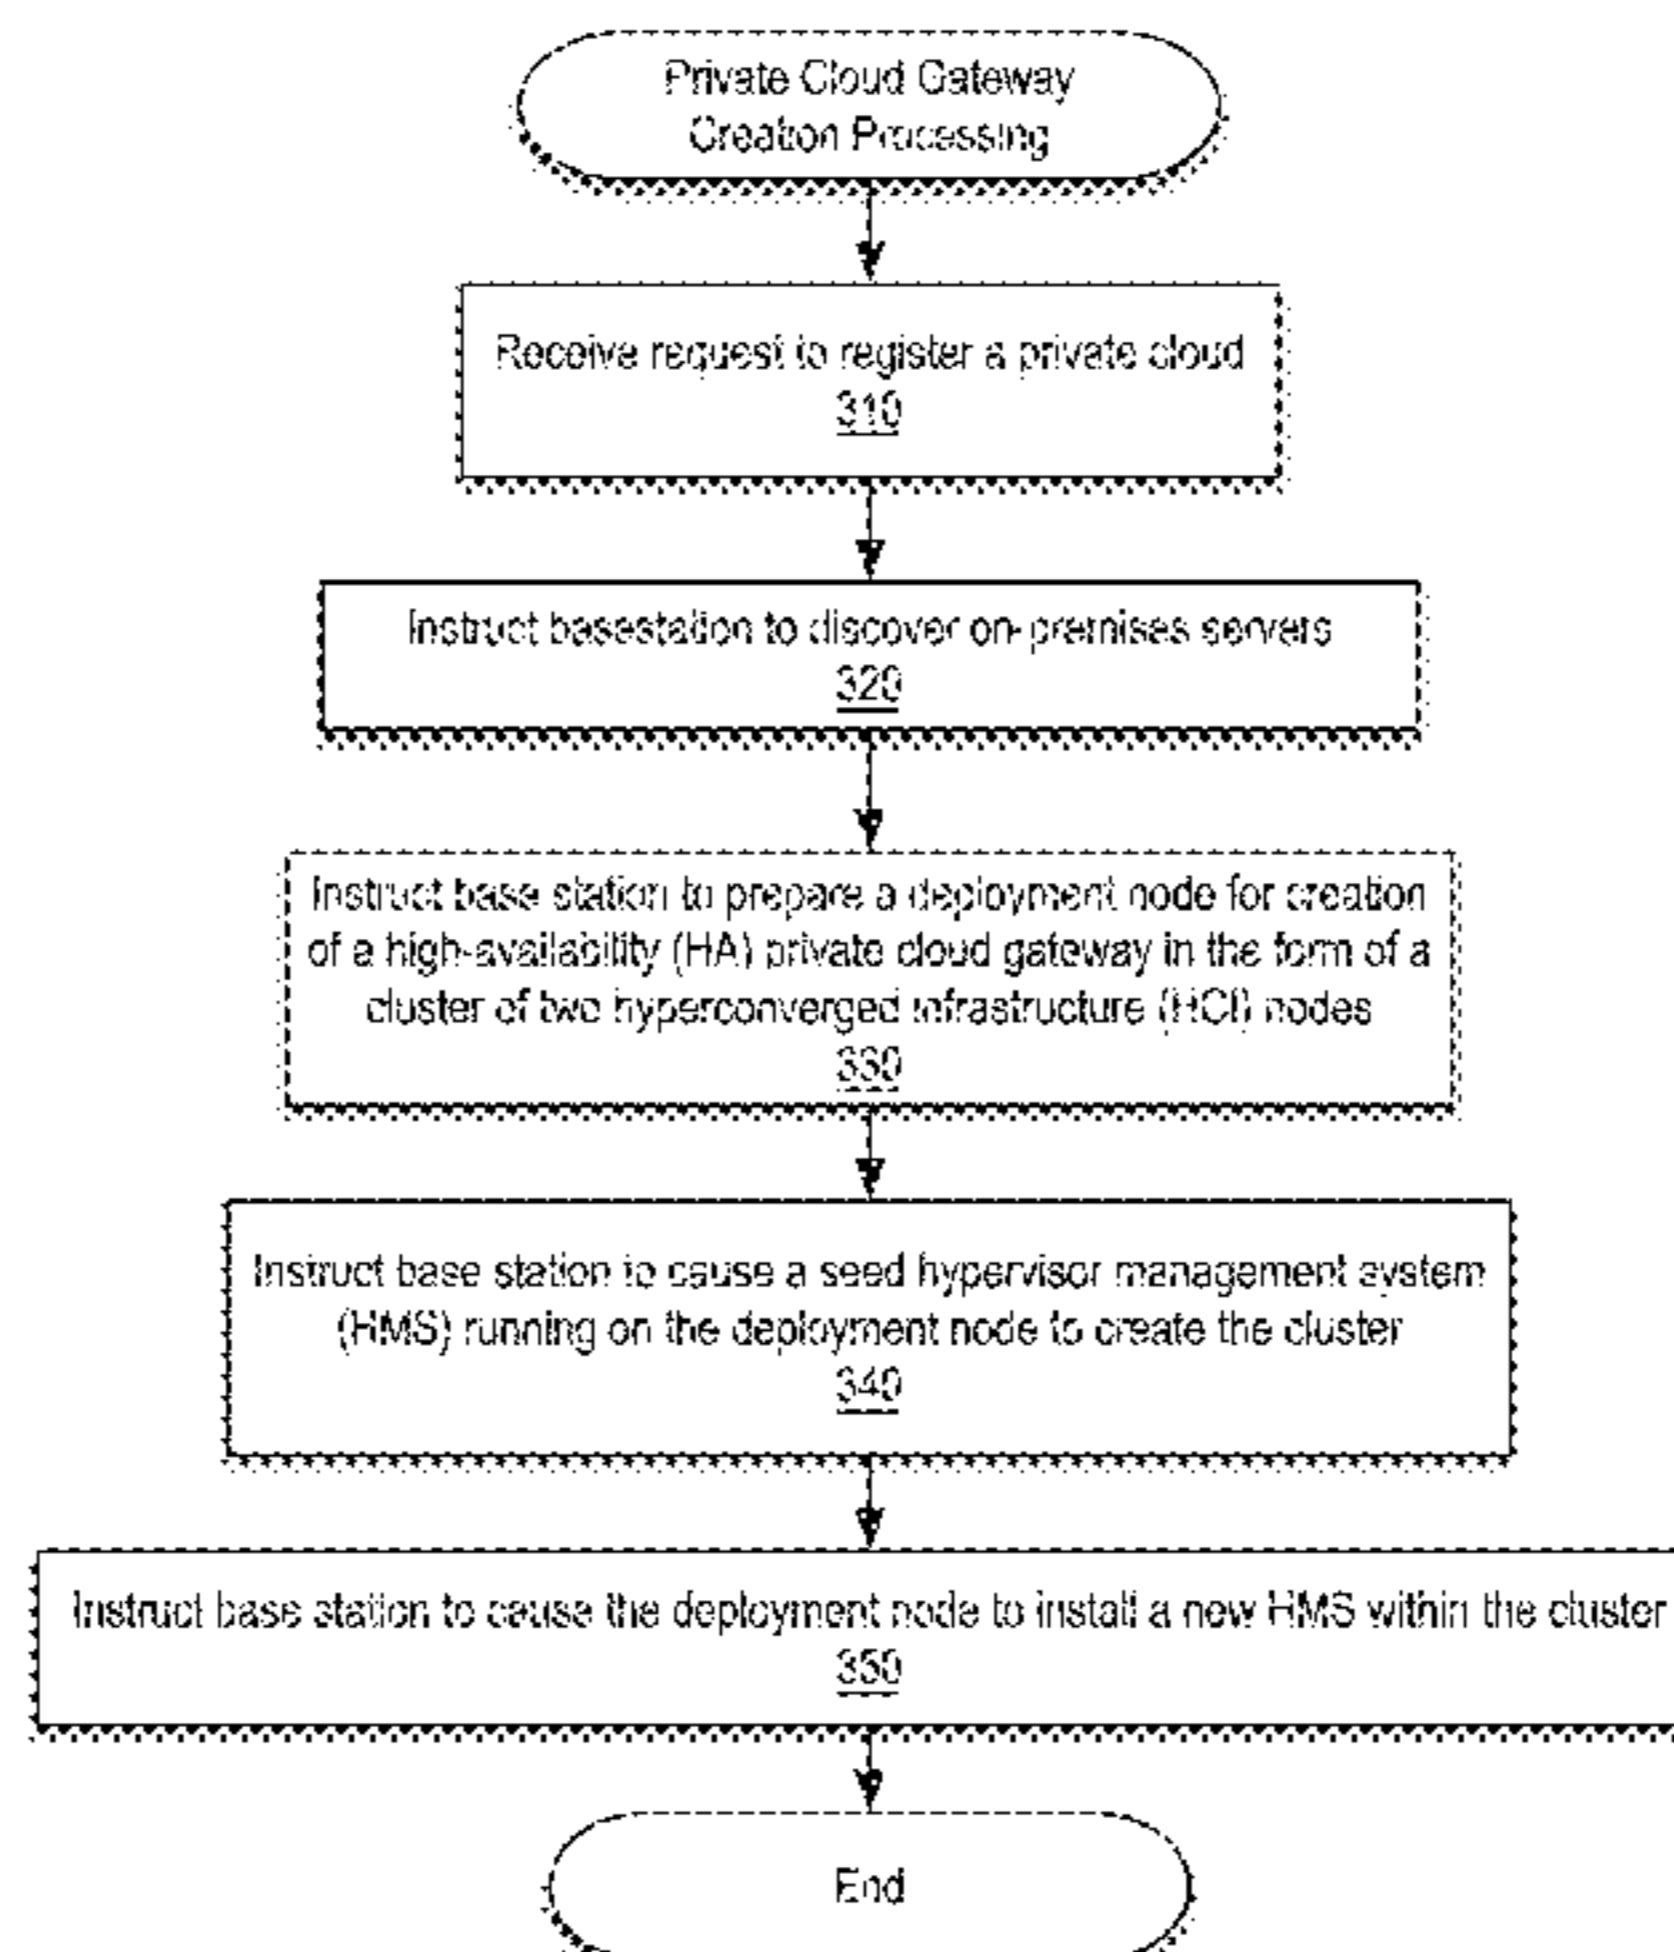 Private Cloud Gateway
Creation Processing
Receive request to register a private cloud
310
Instruct basestation to discover on-premises servers
320
Instruct base station to prepare a deployment node for creation
of a high-availability (HA) private cloud gateway in the form of a
cluster of two hyperconverged infrastructure (HCI) nodes
330
Instruct base station to cause a seed hypervisor management system
(HMS) running on the deployment node to create the cluster
340
Instruct base station to cause the deployment node to install a new HMS within the cluster
350
End